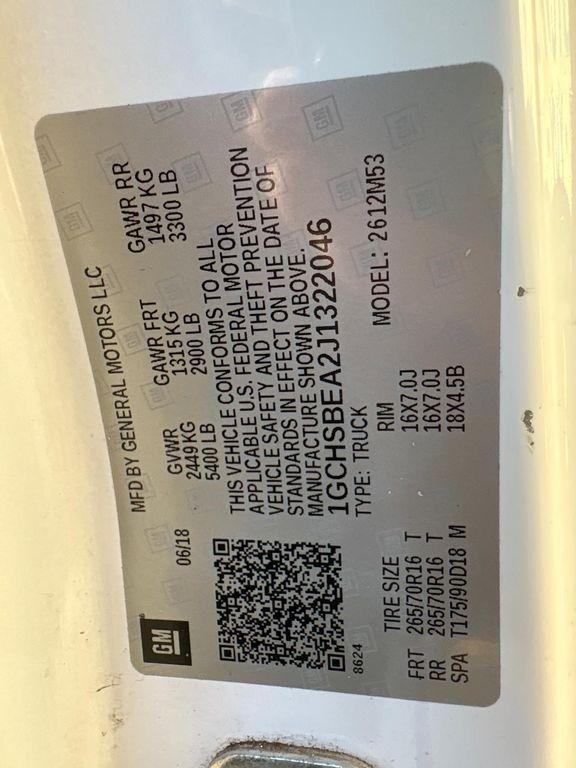 GM
MFD BY GENERAL MOTORS LLC
06/18
GVWR GAWR FRT GAWR RR
2449 KG 1315 KG 1497 KG
5400 LB 2900 LB 3300 LB
THIS VEHICLE CONFORMS TO ALL
APPLICABLE U.S. FEDERAL MOTOR
VEHICLE SAFETY AND THEFT PREVENTION
STANDARDS IN EFFECT ON THE DATE OF
MANUFACTURE SHOWN ABOVE.
1GCHSBEA2J1322046
TYPE: TRUCK MODEL: 2612M53
8624
TIRE SIZE RIM
FRT 265/70R16 T 16X7.0J
RR 265/70R16 T 16X7.0J
SPA T175/90D18 M 18X4.5B